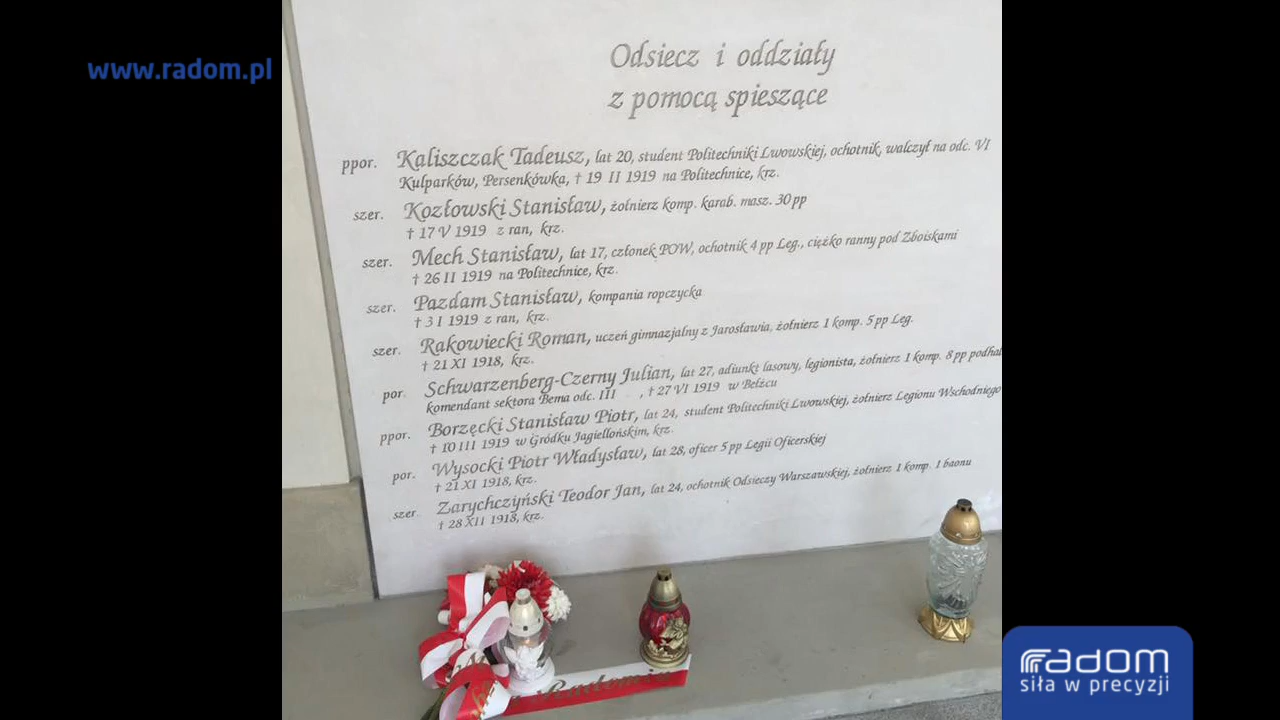 www.radom.pl
Odsiecz i oddziały
z pomocą spieszące
ppor. Kaliszczak Tadeusz, lat 20, student Politechniki Lwowskiej, ochotnik, walczył na odc. VI
Kulparków, Persenkówka, † 19 II 1919 na Politechnice, krz.
szer. Kozłowski Stanisław, żołnierz komp. karab. masz. 30 pp
† 17 V 1919 z ran, krz.
szer. Mech Stanisław, lat 17, członek POW, ochotnik 4 pp Leg., ciężko ranny pod Zboiskami
† 26 II 1919 na Politechnice, krz.
szer. Pazdam Stanisław, kompania ropczycka
† 3 I 1919 z ran, krz.
szer. Rakowiecki Roman, uczeń gimnazjalny z Jarosławia, żołnierz 1 komp. 5 pp Leg.
† 21 XI 1918, krz.
por. Schwarzenberg-Czerny Julian, lat 27, adiunkt lasowy, legionista, żołnierz 1 komp. 8 pp podhal
komendant sektora Bema odc. III , † 27 VI 1919 w Bełżcu
ppor. Borzęcki Stanisław Piotr, lat 24, student Politechniki Lwowskiej, żołnierz Legionu Wschodniego
† 10 III 1919 w Gródku Jagiellońskim, krz.
por. Wysocki Piotr Władysław, lat 28, oficer 5 pp Legii Oficerskiej
† 21 XI 1918, krz.
szer. Zarychczyński Teodor Jan, lat 24, ochotnik Odsieczy Warszawskiej, żołnierz 1 komp. 1 baonu
† 28 XII 1918, krz.
Radomia
radom
siła w precyzji